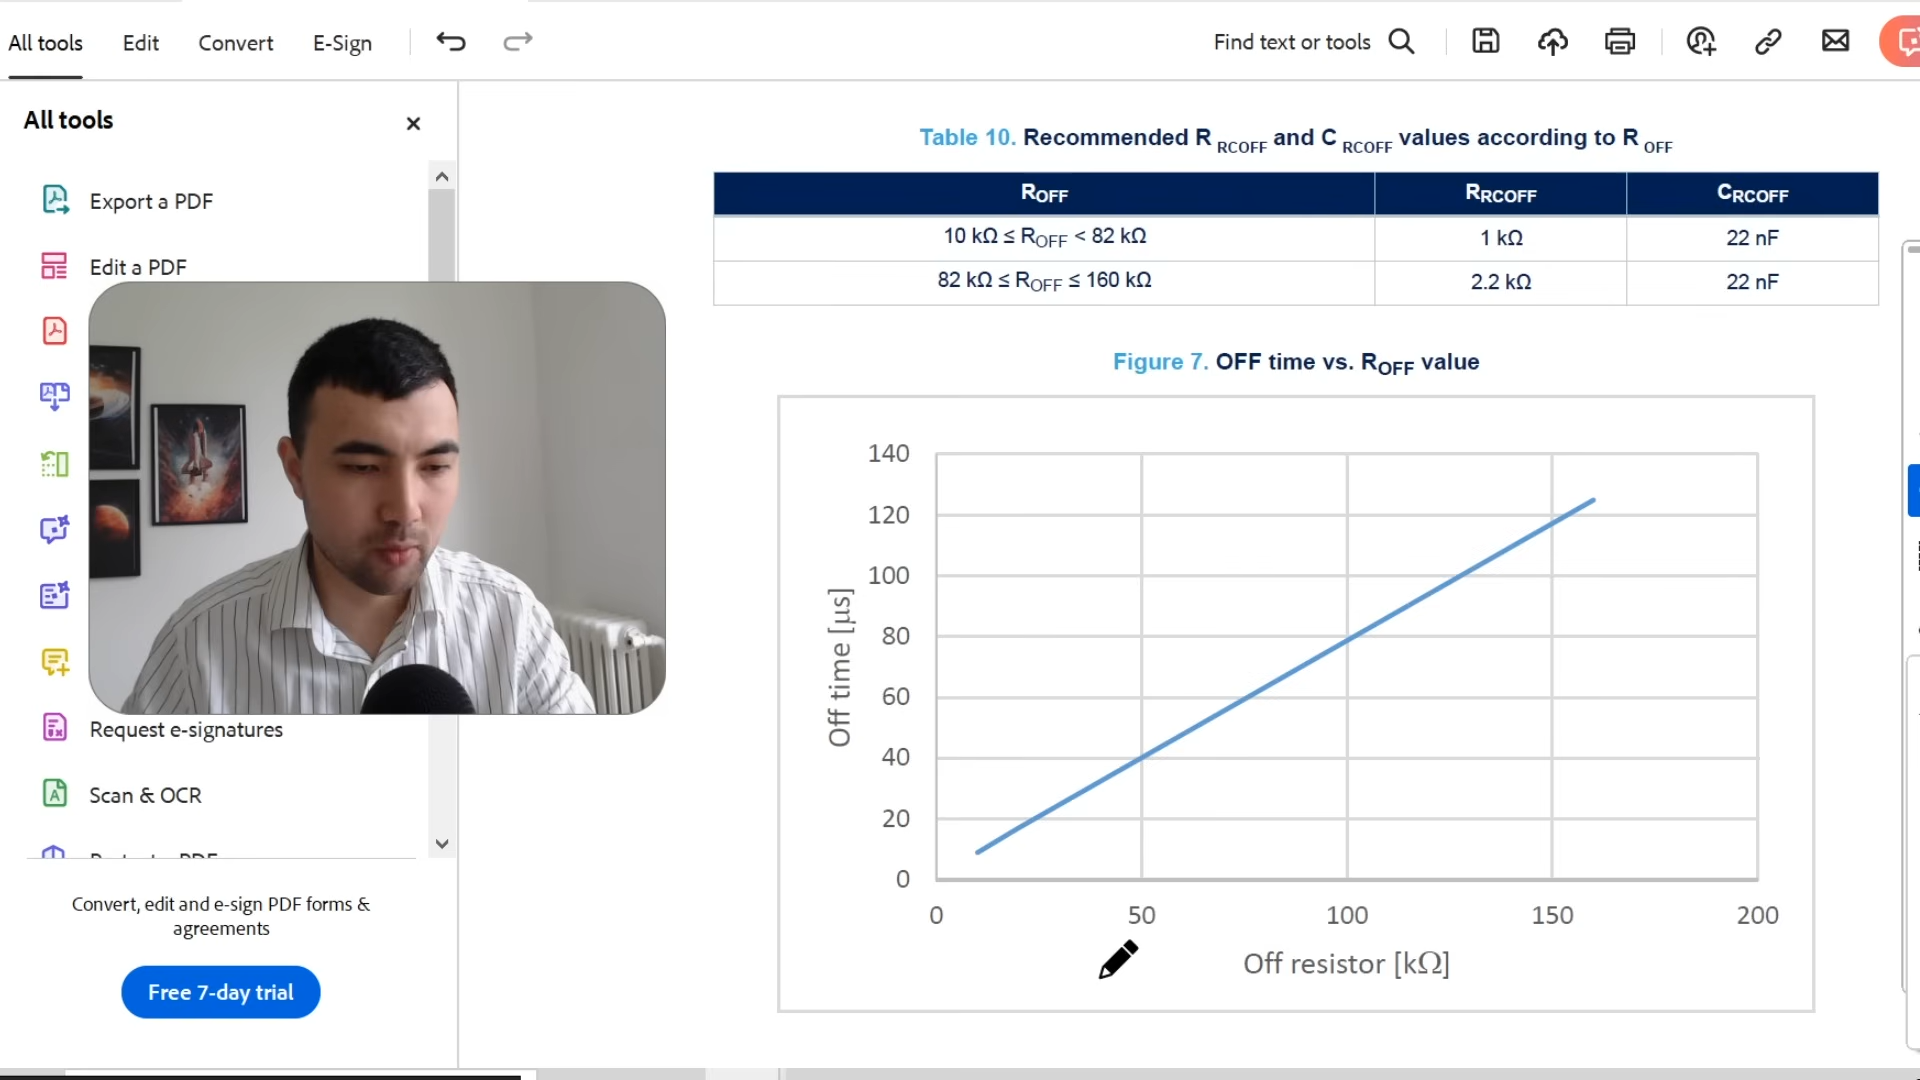 All tools Edit Convert E-Sign Find text or tools
All tools
Export a PDF
Edit a PDF
Request e-signatures
Scan & OCR
Convert, edit and e-sign PDF forms &
agreements
Free 7-day trial
Table 10. Recommended R RCOFF and C RCOFF values according to R OFF
ROFF RRCOFF CRCOFF
10 kΩ ≤ ROFF < 82 kΩ 1 kΩ 22 nF
82 kΩ ≤ ROFF ≤ 160 kΩ 2.2 kΩ 22 nF
Figure 7. OFF time vs. ROFF value
140
120
100
80
60
40
20
0
Off time [µs]
0 50 100 150 200
Off resistor [kΩ]